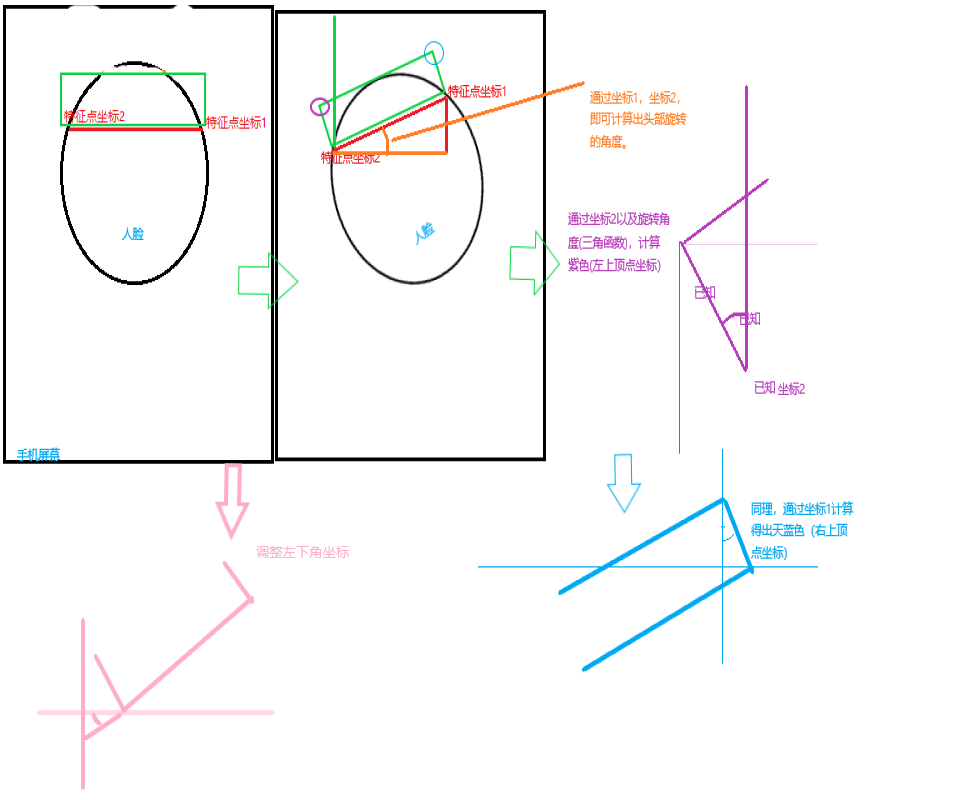 特征点坐标2
特征点坐标1
人脸
手机屏幕
特征点坐标1
特征点坐标2
人脸
通过坐标1，坐标2，
即可计算出头部旋转
的角度。
通过坐标2以及旋转角
度(三角函数)，计算
紫色(左上顶点坐标)
已知
已知
已知 坐标2
同理，通过坐标1计算
得出天蓝色（右上顶
点坐标)
调整左下角坐标